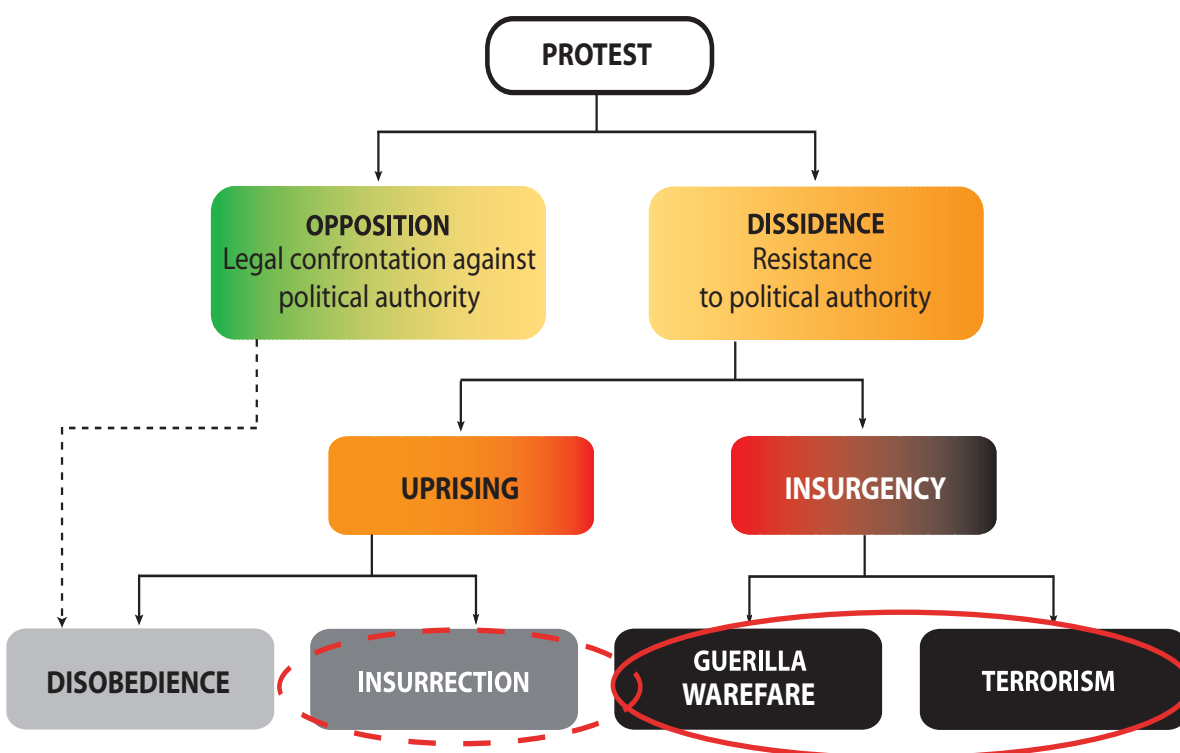 PROTEST
OPPOSITION
Legal confrontation against
political authority
DISSIDENCE
Resistance
to political authority
UPRISING
INSURGENCY
DISOBEDIENCE
INSURRECTION
GUERILLA
WAREFARE
TERRORISM